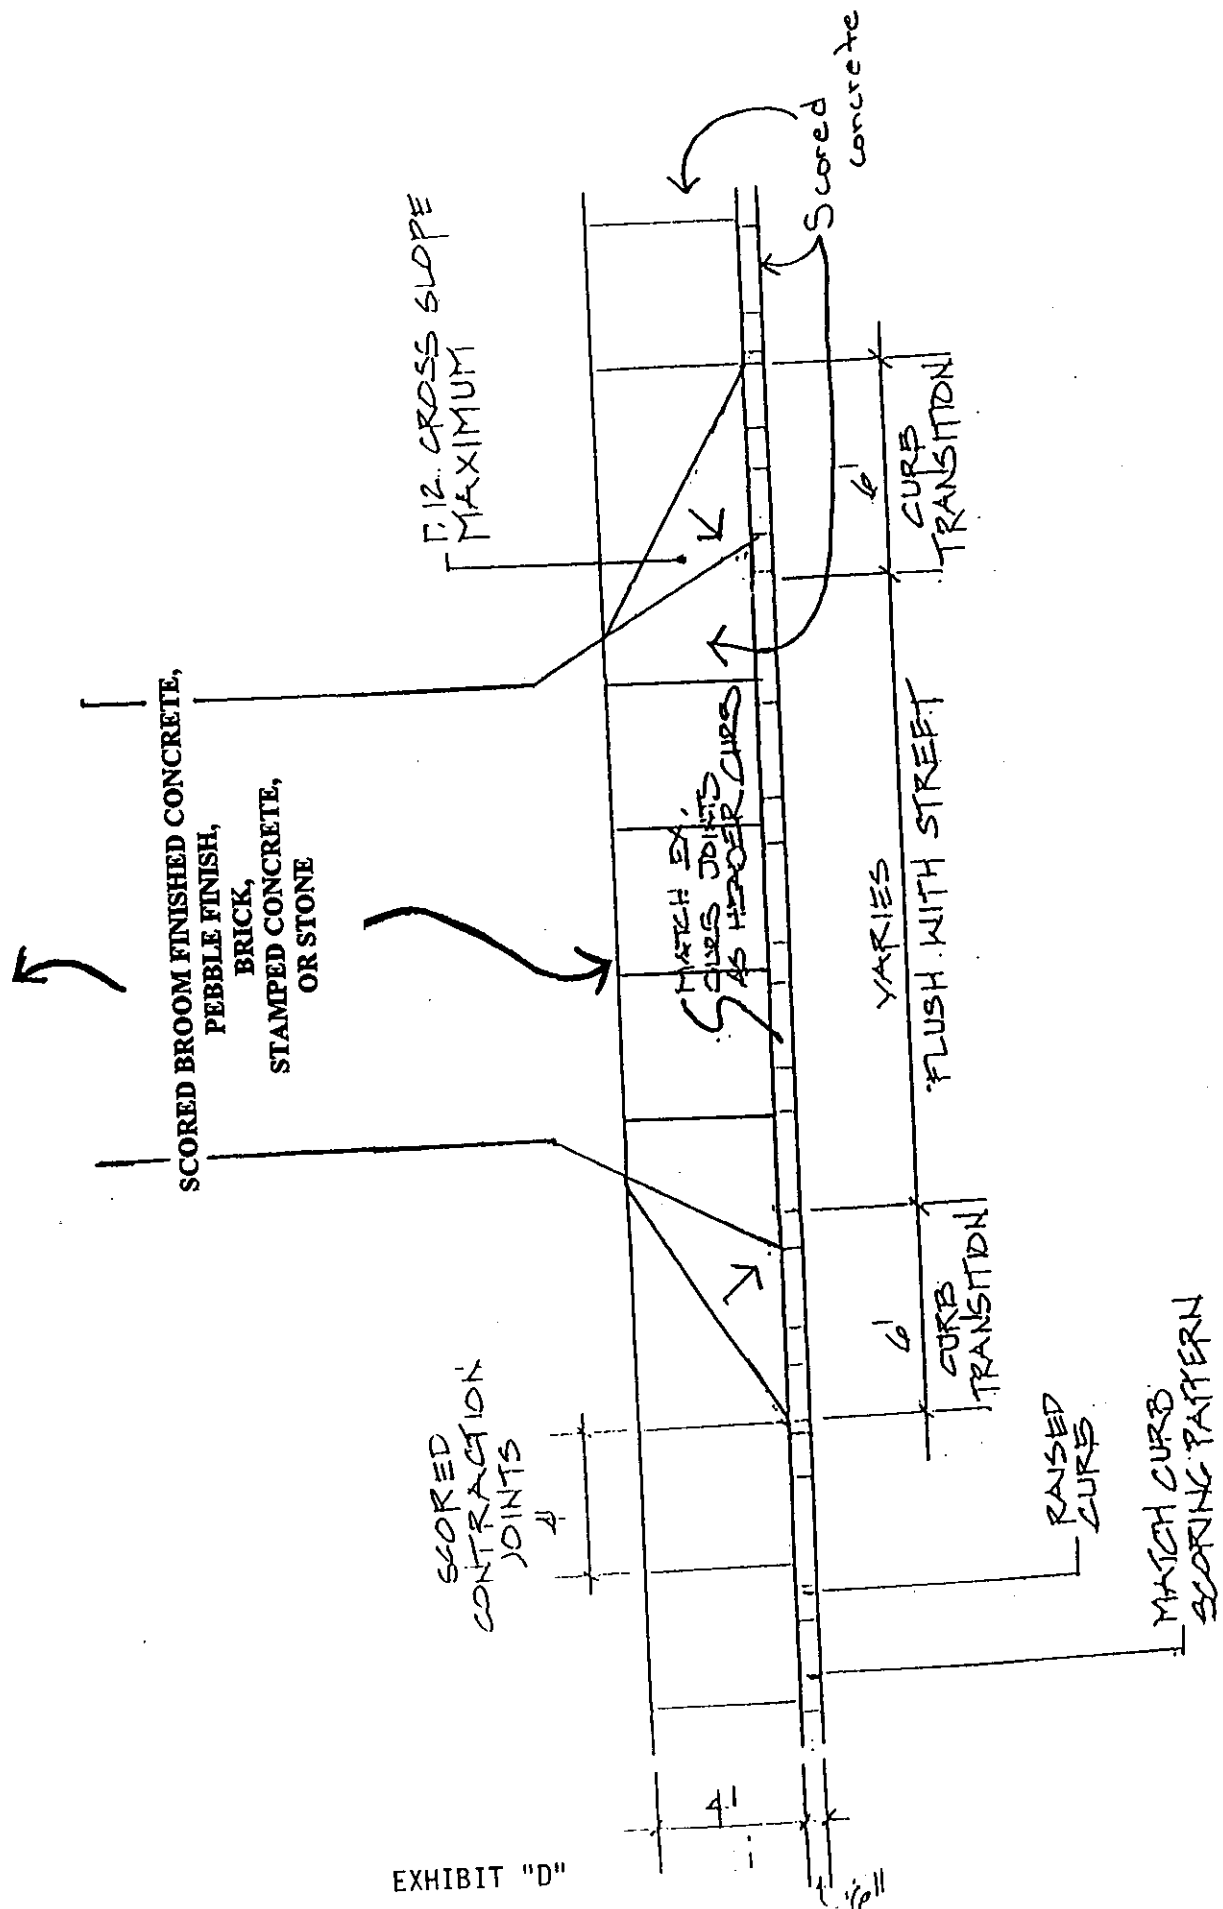 Scored
concrete
1:12 CROSS SLOPE
MAXIMUM
SCORED BROOM FINISHED CONCRETE,
PEBBLE FINISH,
BRICK,
STAMPED CONCRETE,
OR STONE
MATCH EX.
CURB JOINTS
AS HEADER CURB
6'
CURB
TRANSITION
VARIES
FLUSH WITH STREET
6'
CURB
TRANSITION
SCORED
CONTRACTION
JOINTS
RAISED
CURB
MATCH CURB
SCORING PATTERN
4'
6"
EXHIBIT "D"